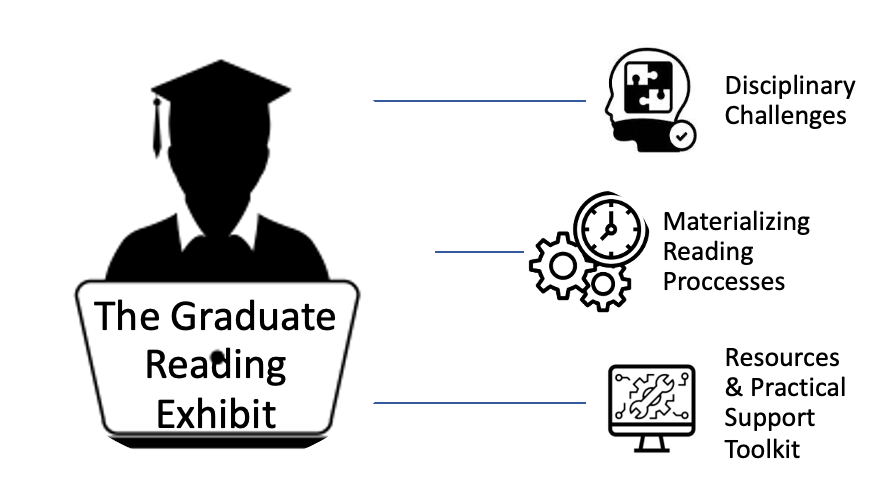 The Graduate
Reading
Exhibit
Disciplinary
Challenges
Materializing
Reading
Proccesses
Resources
& Practical
Support
Toolkit